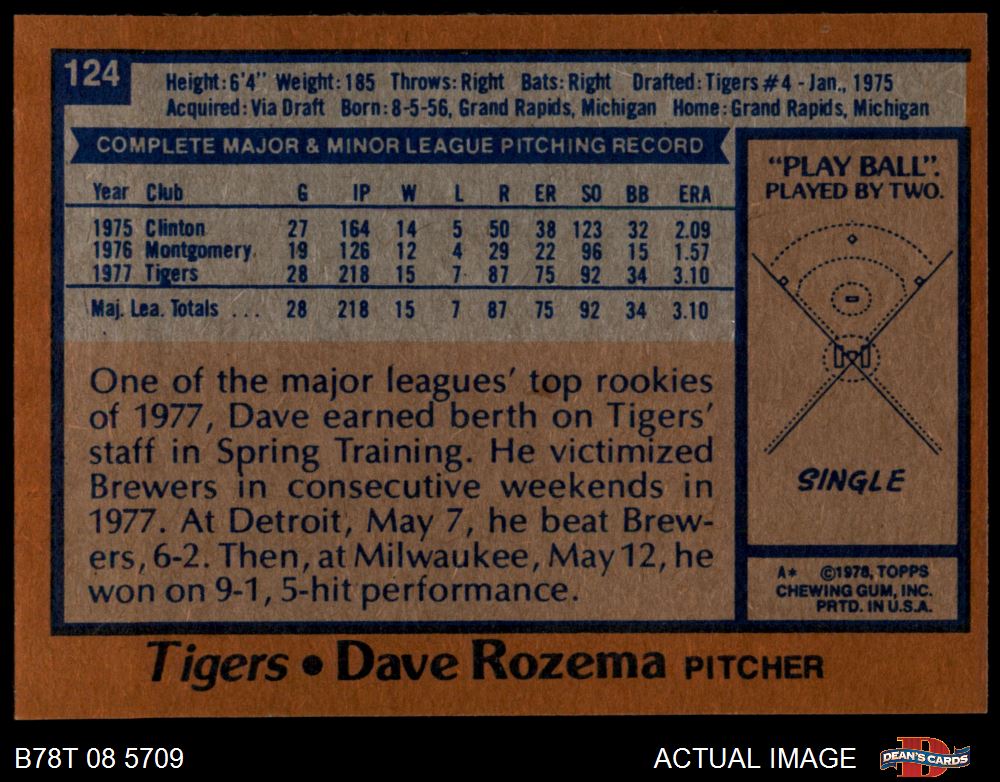 124
Height: 6'4" Weight: 185 Throws: Right Bats: Right Drafted: Tigers #4 - Jan., 1975
Acquired: Via Draft Born: 8-5-56, Grand Rapids, Michigan Home: Grand Rapids, Michigan
COMPLETE MAJOR & MINOR LEAGUE PITCHING RECORD
Year Club G IP W L R ER SO BB ERA
1975 Clinton 27 164 14 5 50 38 123 32 2.09
1976 Montgomery 19 126 12 4 29 22 96 15 1.57
1977 Tigers 28 218 15 7 87 75 92 34 3.10
Maj. Lea. Totals ... 28 218 15 7 87 75 92 34 3.10
One of the major leagues' top rookies
of 1977, Dave earned berth on Tigers'
staff in Spring Training. He victimized
Brewers in consecutive weekends in
1977. At Detroit, May 7, he beat Brew-
ers, 6-2. Then, at Milwaukee, May 12, he
won on 9-1, 5-hit performance.
"PLAY BALL".
PLAYED BY TWO.
SINGLE
A* ©1978, TOPPS
CHEWING GUM, INC.
PRTD. IN U.S.A.
Tigers • Dave Rozema PITCHER
B78T 08 5709
ACTUAL IMAGE
DEAN'S CARDS